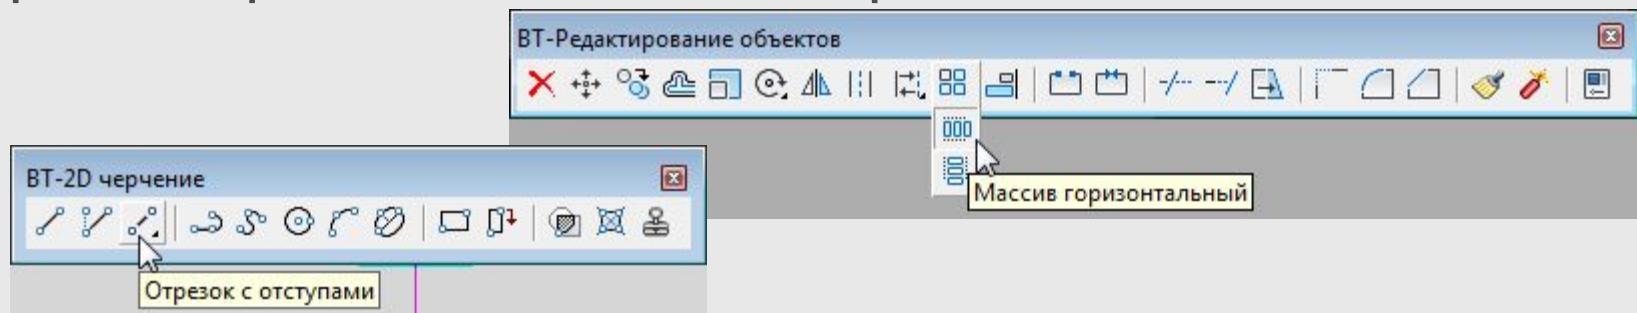 ВТ-Редактирование объектов
Массив горизонтальный
ВТ-2D черчение
Отрезок с отступами